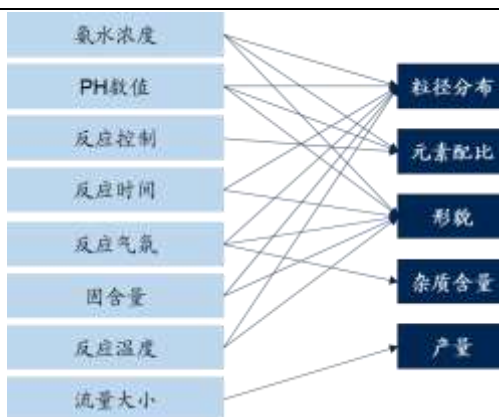 氨水浓度
PH数值
反应控制
反应时间
反应气氛
固含量
反应温度
流量大小
粒径分布
元素配比
形貌
杂质含量
产量